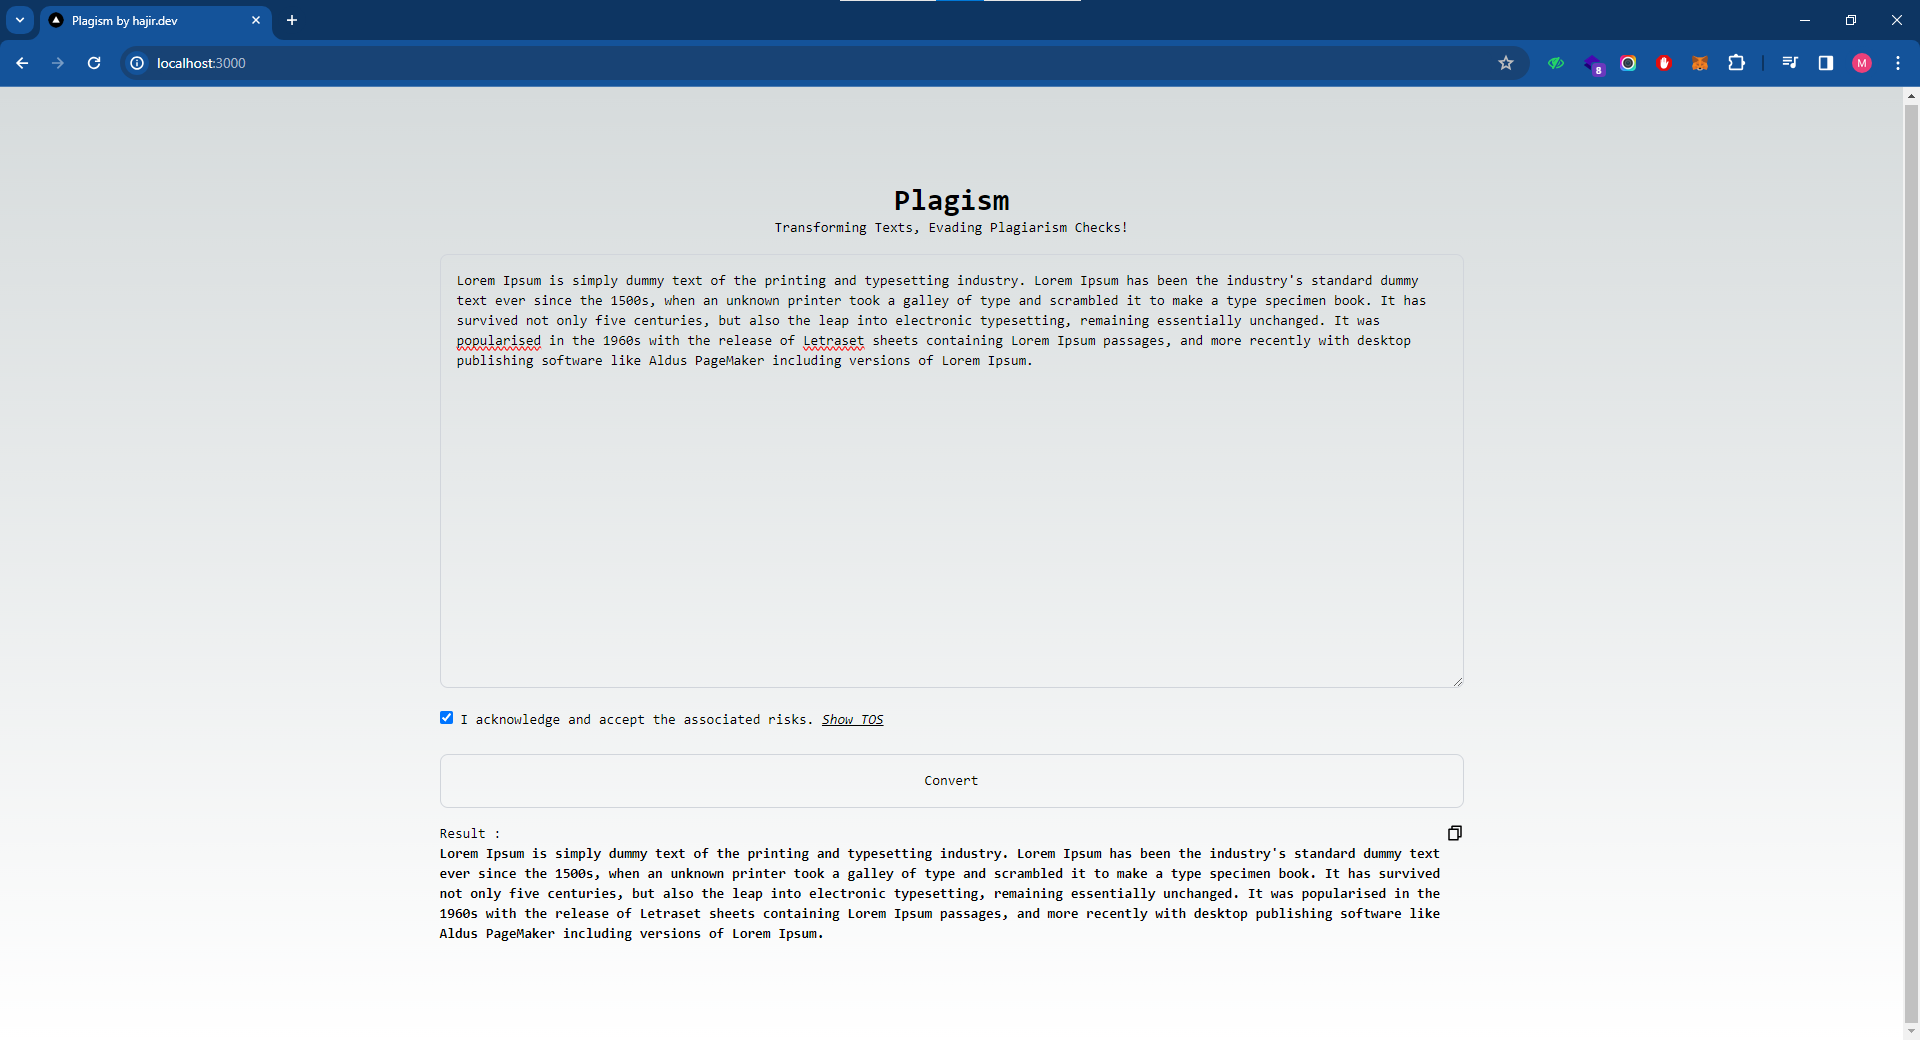 Plagism by hajir.dev
localhost:3000
8
M
Plagism
Transforming Texts, Evading Plagiarism Checks!
Lorem Ipsum is simply dummy text of the printing and typesetting industry. Lorem Ipsum has been the industry's standard dummy
text ever since the 1500s, when an unknown printer took a galley of type and scrambled it to make a type specimen book. It has
survived not only five centuries, but also the leap into electronic typesetting, remaining essentially unchanged. It was
popularised in the 1960s with the release of Letraset sheets containing Lorem Ipsum passages, and more recently with desktop
publishing software like Aldus PageMaker including versions of Lorem Ipsum.
I acknowledge and accept the associated risks. Show TOS
Convert
Result :
Lorem Ipsum is simply dummy text of the printing and typesetting industry. Lorem Ipsum has been the industry's standard dummy text
ever since the 1500s, when an unknown printer took a galley of type and scrambled it to make a type specimen book. It has survived
not only five centuries, but also the leap into electronic typesetting, remaining essentially unchanged. It was popularised in the
1960s with the release of Letraset sheets containing Lorem Ipsum passages, and more recently with desktop publishing software like
Aldus PageMaker including versions of Lorem Ipsum.